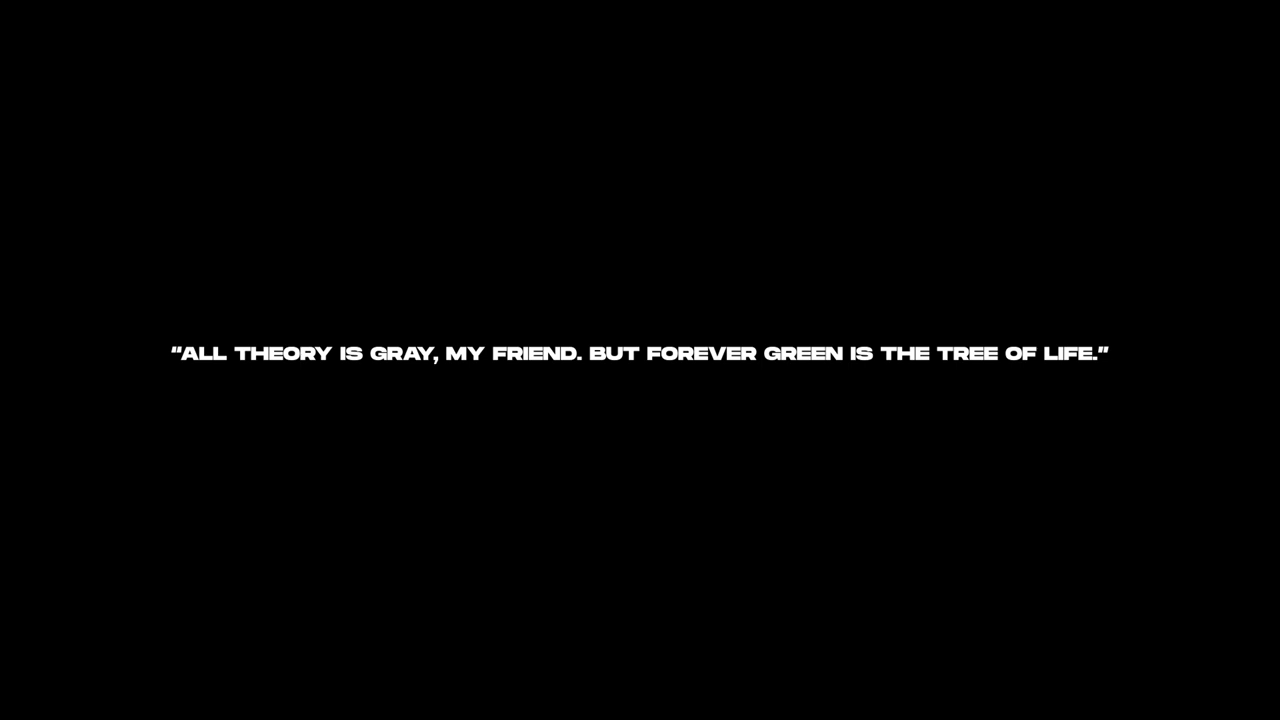 “ALL THEORY IS GRAY, MY FRIEND. BUT FOREVER GREEN IS THE TREE OF LIFE.”